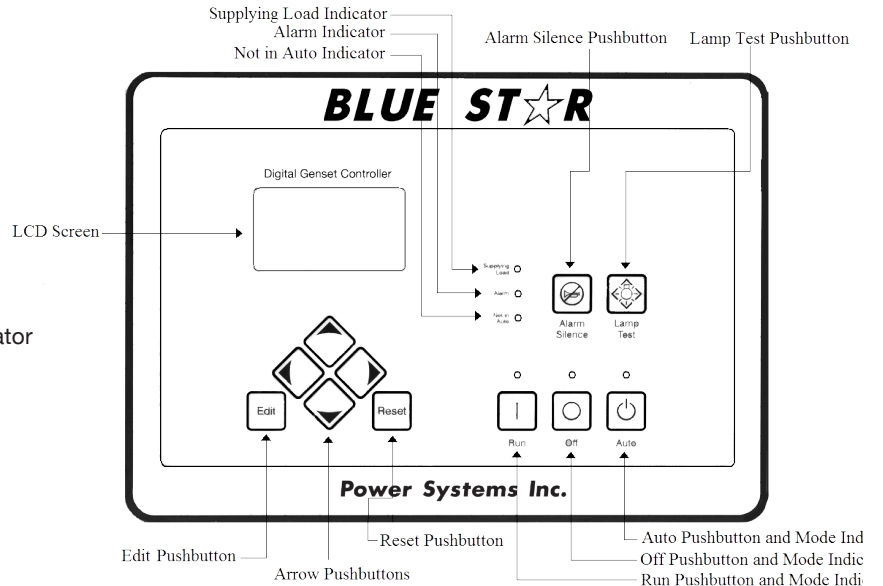 Supplying Load Indicator
Alarm Indicator
Not in Auto Indicator
Alarm Silence Pushbutton
Lamp Test Pushbutton
BLUE ST☆R
Digital Genset Controller
LCD Screen
Supplying
Load
Alarm
Not in
Auto
Alarm
Silence
Lamp
Test
ator
Edit
Reset
Run
Off
Auto
Power Systems Inc.
Edit Pushbutton
Arrow Pushbuttons
Reset Pushbutton
Auto Pushbutton and Mode Ind
Off Pushbutton and Mode Indic
Run Pushbutton and Mode Indi